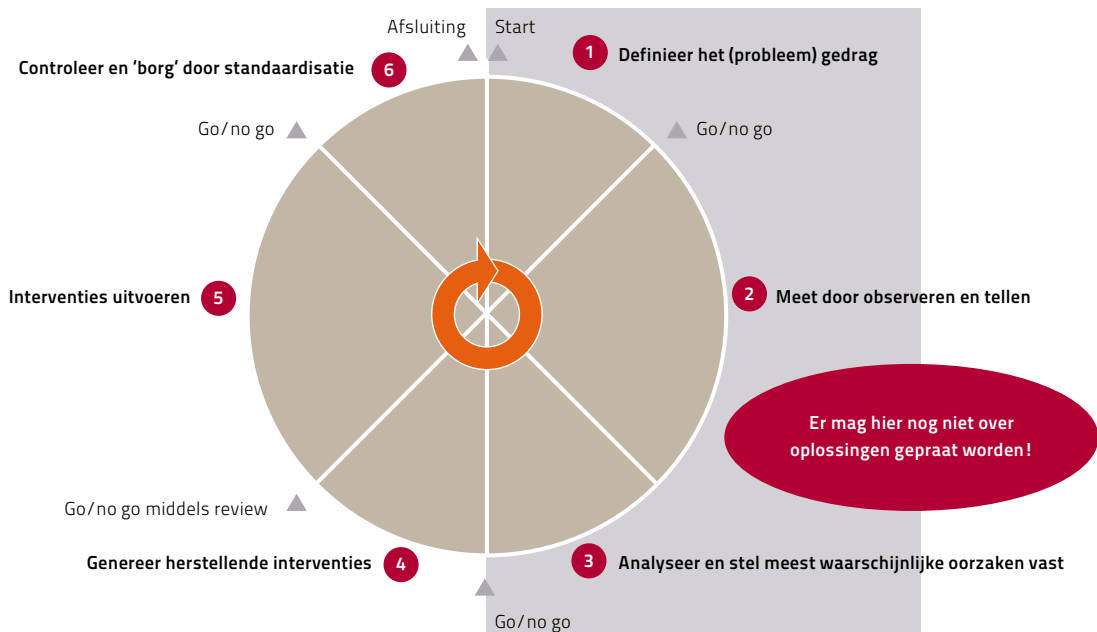 Afsluiting
Start
1
Definieer het (probleem) gedrag
Go/no go
2
Meet door observeren en tellen
Er mag hier nog niet over
oplossingen gepraat worden!
3
Analyseer en stel meest waarschijnlijke oorzaken vast
Go/no go
Genereer herstellende interventies
4
Go/no go middels review
Interventies uitvoeren
5
Go/no go
Controleer en ‘borg’ door standaardisatie
6